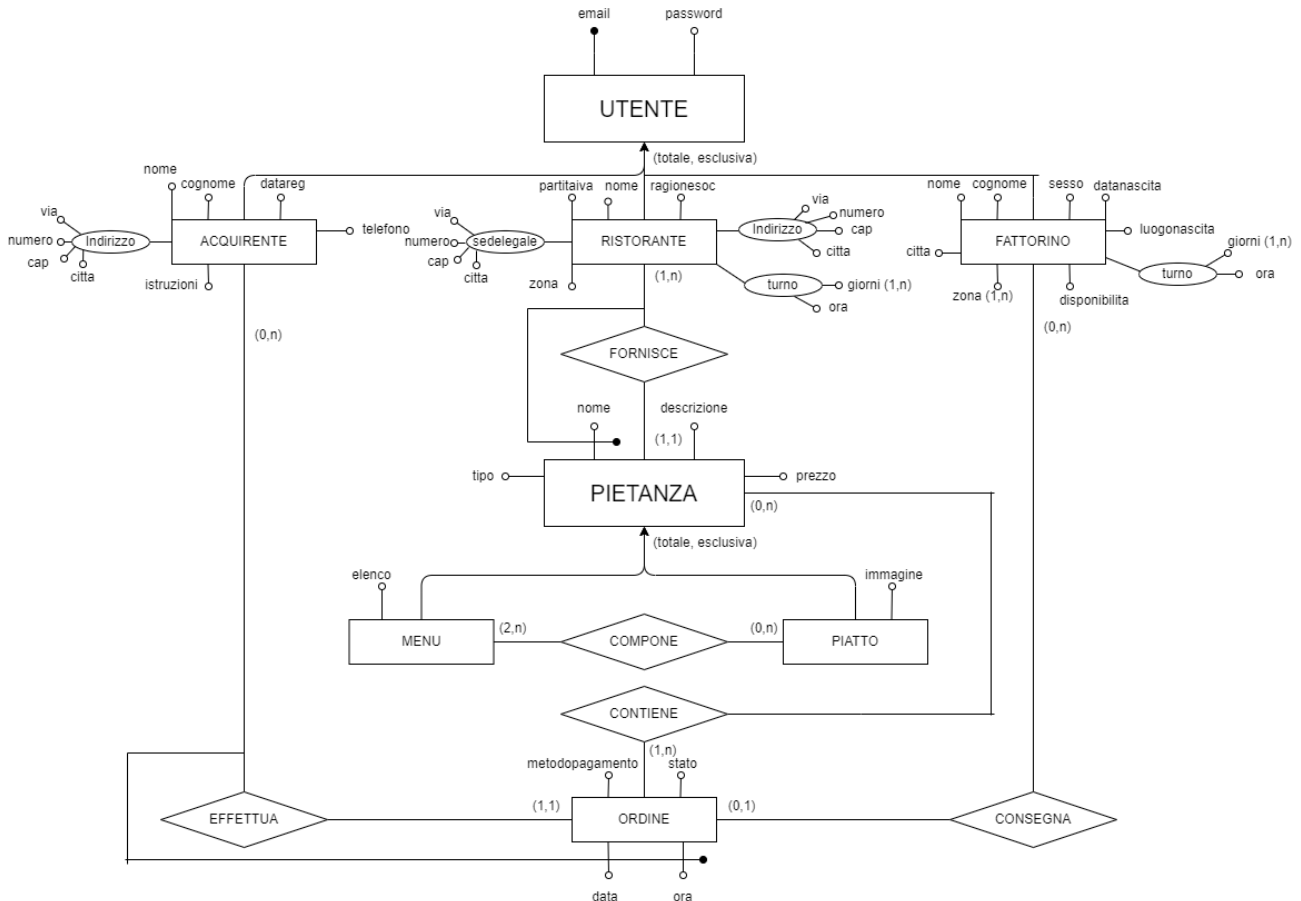 email password
UTENTE
(totale, esclusiva)
nome
cognome datareg
via
numero
Indirizzo
cap
citta
ACQUIRENTE
telefono
istruzioni
(0,n)
partitaiva nome ragionesoc
via
numero
sedelegale
cap
citta
RISTORANTE
zona
(1,n)
via
numero
Indirizzo
cap
citta
turno
giorni (1,n)
ora
nome cognome sesso datanascita
luogonascita
citta
FATTORINO
zona (1,n)
disponibilita
turno
giorni (1,n)
ora
(0,n)
FORNISCE
nome descrizione
(1,1)
tipo
PIETANZA
prezzo
(0,n)
(totale, esclusiva)
elenco immagine
MENU
(2,n)
COMPONE
(0,n)
PIATTO
CONTIENE
(1,n)
metodopagamento stato
EFFETTUA
(1,1)
ORDINE
(0,1)
CONSEGNA
data ora